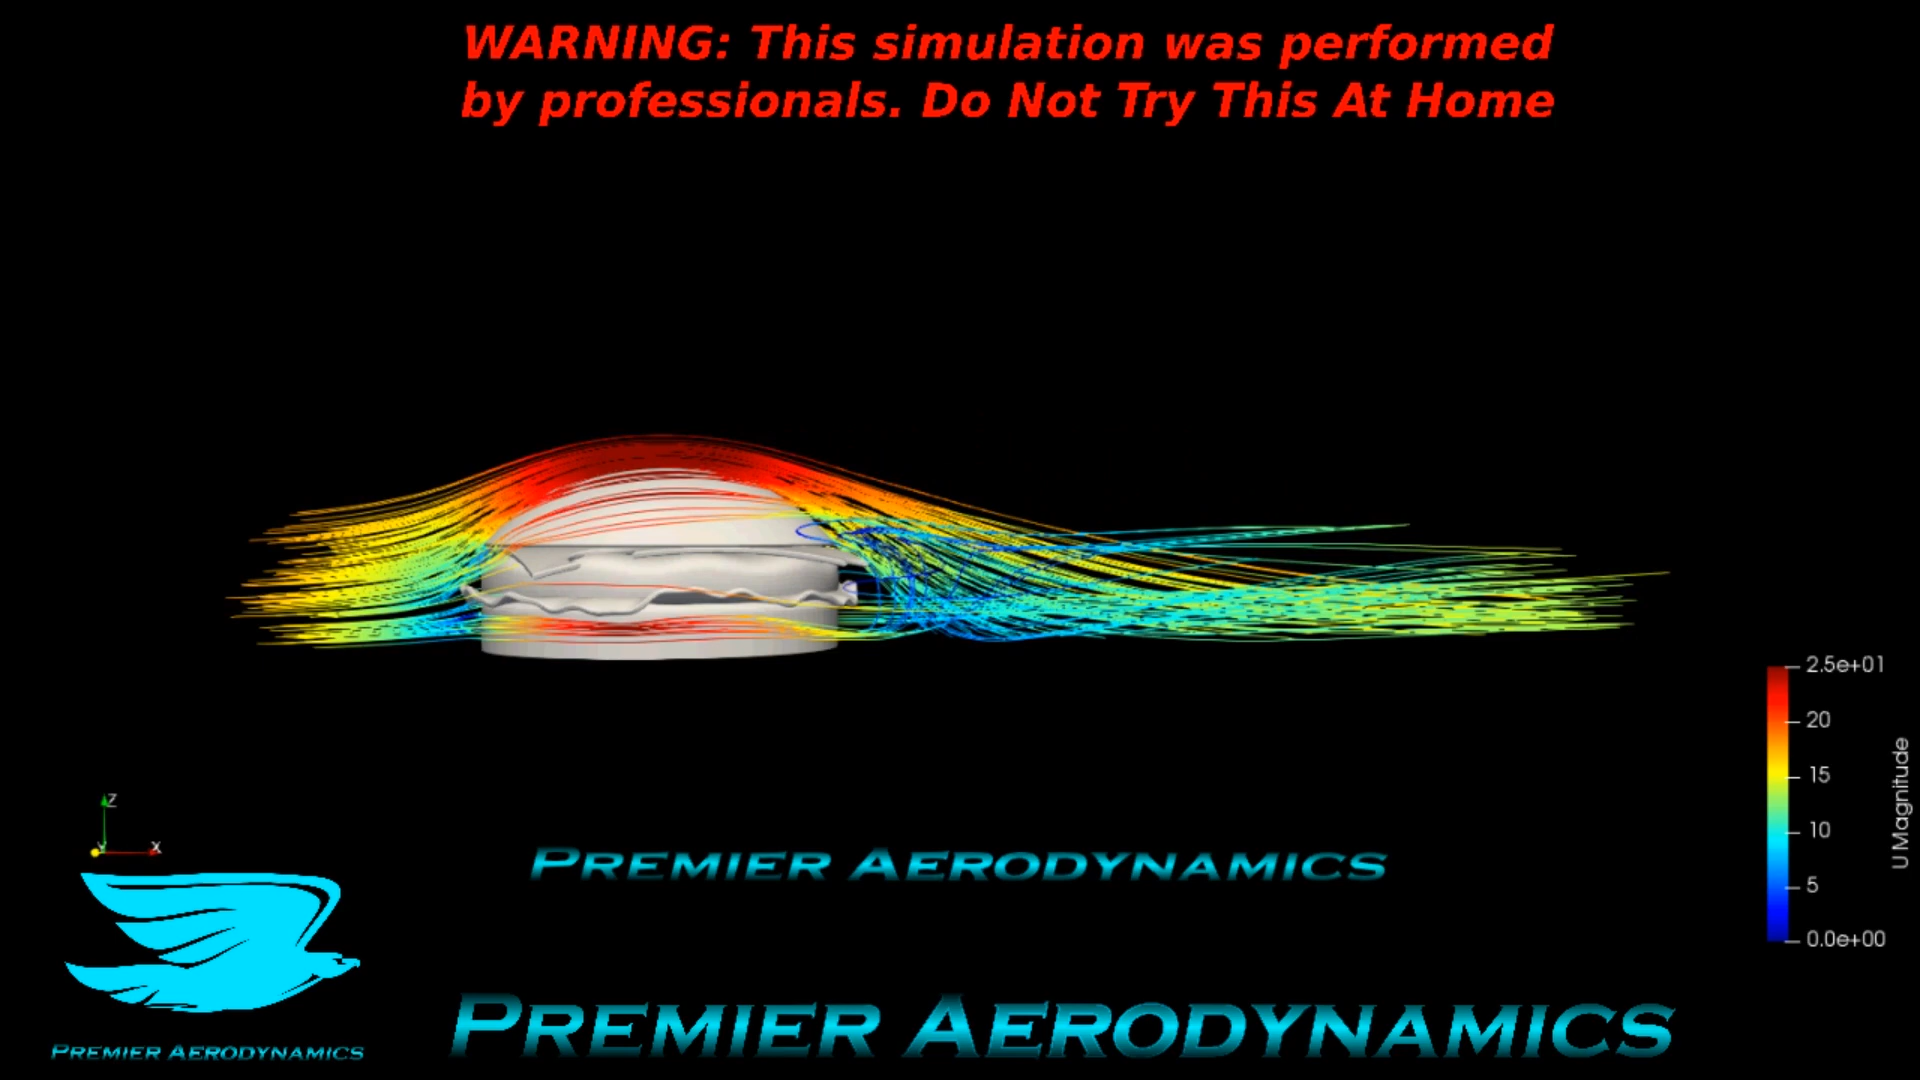 WARNING: This simulation was performed
by professionals. Do Not Try This At Home
2.5e+01
20
15
10
5
0.0e+00
U Magnitude
Z
Y
X
PREMIER AERODYNAMICS
PREMIER AERODYNAMICS
PREMIER AERODYNAMICS